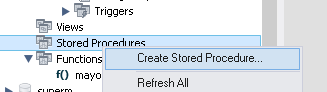 Triggers
Views
Stored Procedures
Create Stored Procedure...
Functions
f() mayo
Refresh All
superm